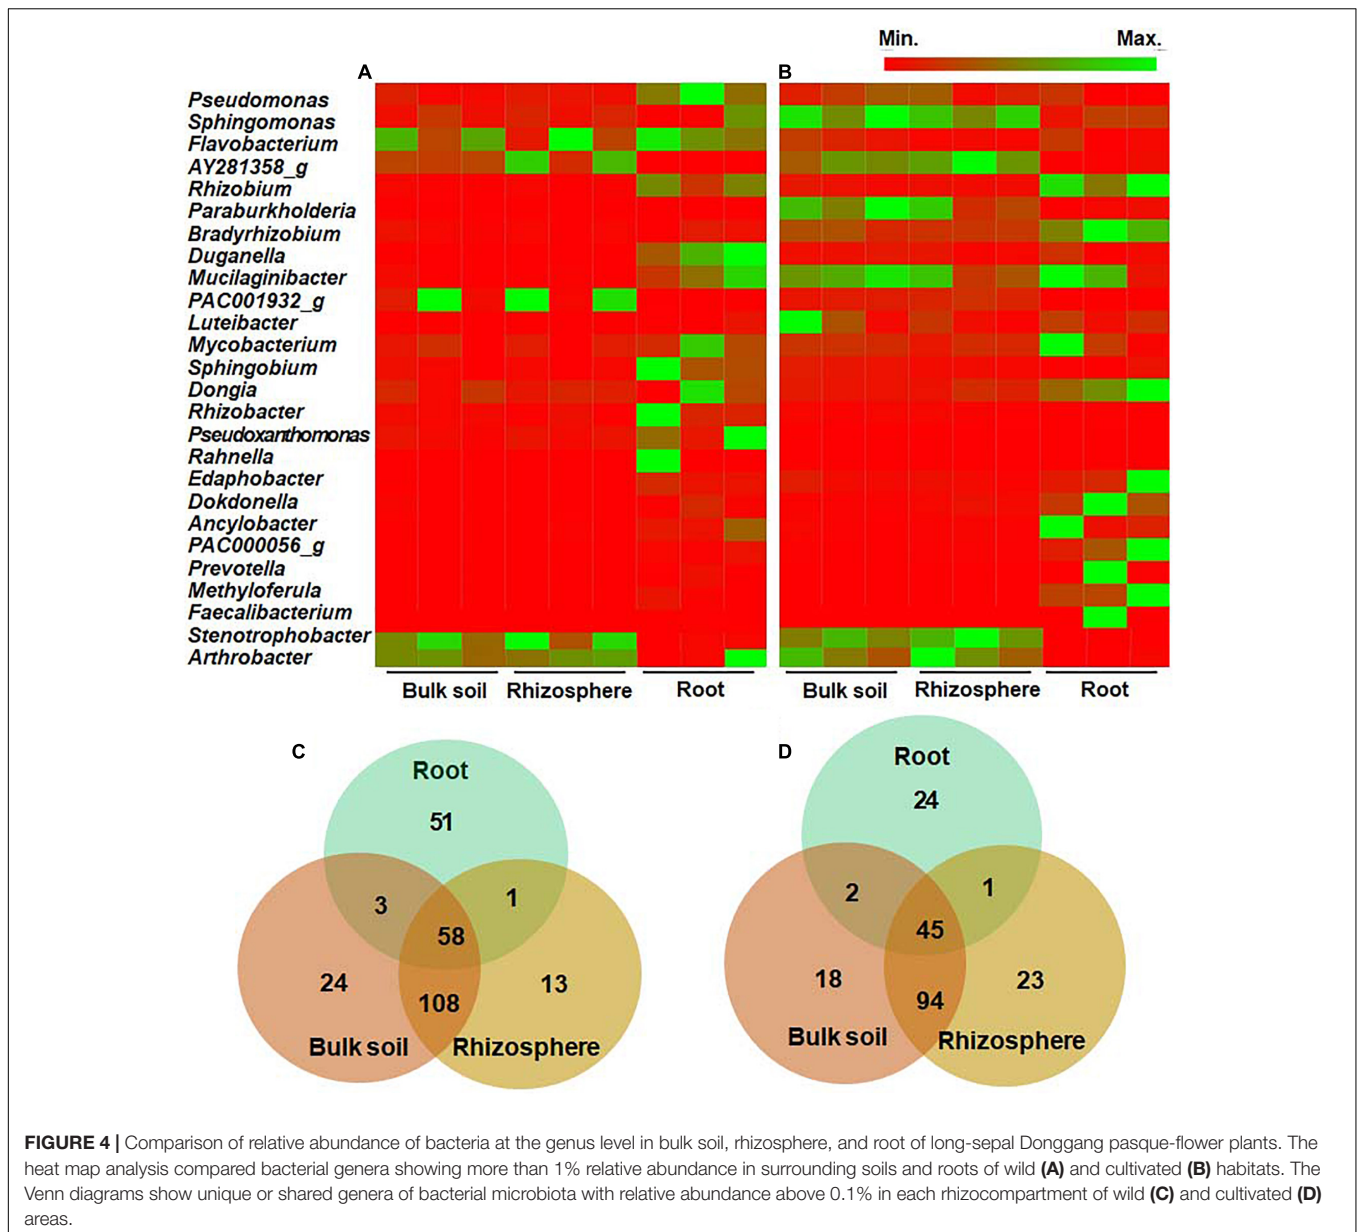 Min. Max.
A B
Pseudomonas
Sphingomonas
Flavobacterium
AY281358_g
Rhizobium
Paraburkholderia
Bradyrhizobium
Duganella
Mucilaginibacter
PAC001932_g
Luteibacter
Mycobacterium
Sphingobium
Dongia
Rhizobacter
Pseudoxanthomonas
Rahnella
Edaphobacter
Dokdonella
Ancylobacter
PAC000056_g
Prevotella
Methyloferula
Faecalibacterium
Stenotrophobacter
Arthrobacter
Bulk soil Rhizosphere Root Bulk soil Rhizosphere Root
C
Root
51
3
1
58
24
13
108
Bulk soil
Rhizosphere
D
Root
24
2
1
45
18
23
94
Bulk soil
Rhizosphere
FIGURE 4 | Comparison of relative abundance of bacteria at the genus level in bulk soil, rhizosphere, and root of long-sepal Donggang pasque-flower plants. The
heat map analysis compared bacterial genera showing more than 1% relative abundance in surrounding soils and roots of wild (A) and cultivated (B) habitats. The
Venn diagrams show unique or shared genera of bacterial microbiota with relative abundance above 0.1% in each rhizocompartment of wild (C) and cultivated (D)
areas.